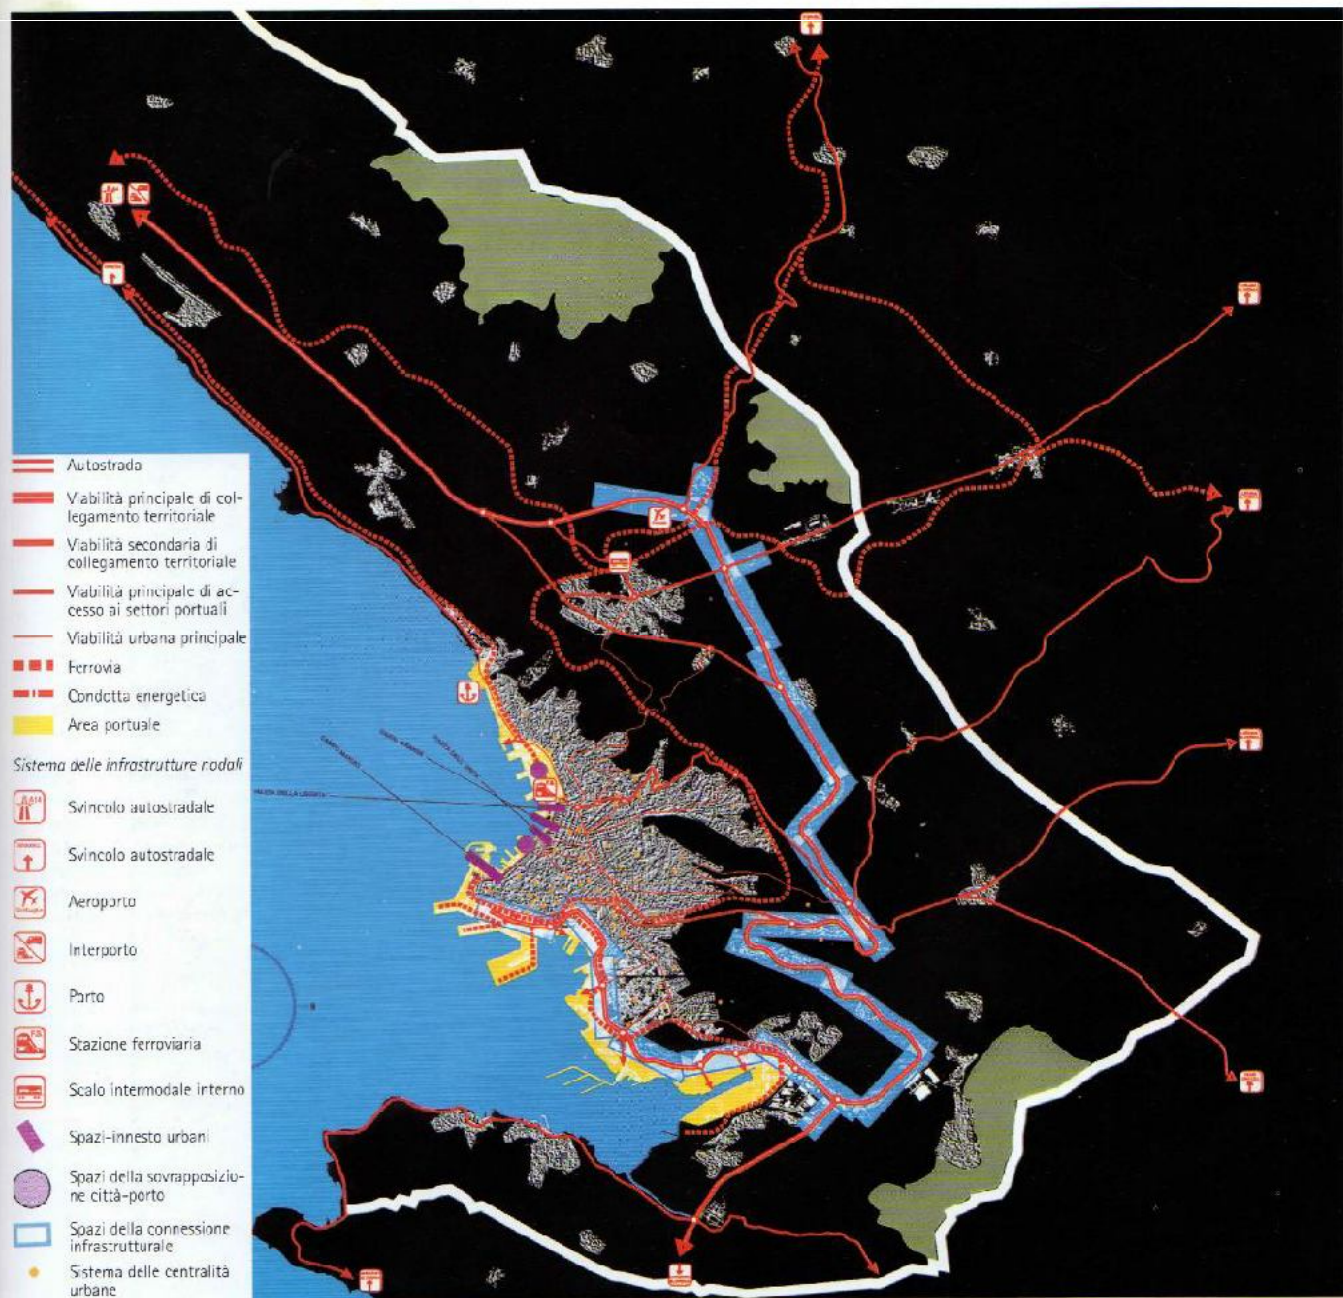 Autostrada
Viabilità principale di col-
legamento territoriale
Viabilità secondaria di
collegamento territoriale
Viabilità principale di ac-
cesso ai settori portuali
Viabilità urbana principale
Ferrovia
Condotta energetica
Area portuale
Sistema delle infrastrutture nodali
Svincolo autostradale
Svincolo autostradale
Aeroporto
Interporto
Porto
Stazione ferroviaria
Scalo intermodale interno
Spazi-innesto urbani
Spazi della sovrapposizio-
ne città-porto
Spazi della connessione
infrastrutturale
Sistema delle centralità
urbane